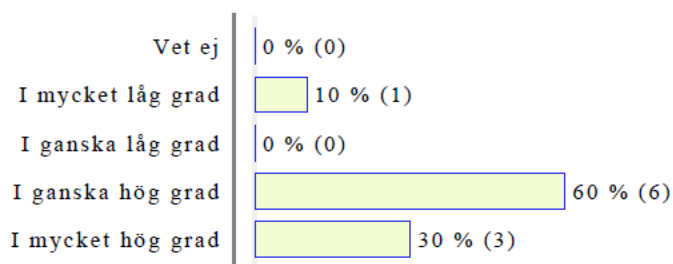 Vet ej 0 % (0)
I mycket låg grad 10 % (1)
I ganska låg grad 0 % (0)
I ganska hög grad 60 % (6)
I mycket hög grad 30 % (3)